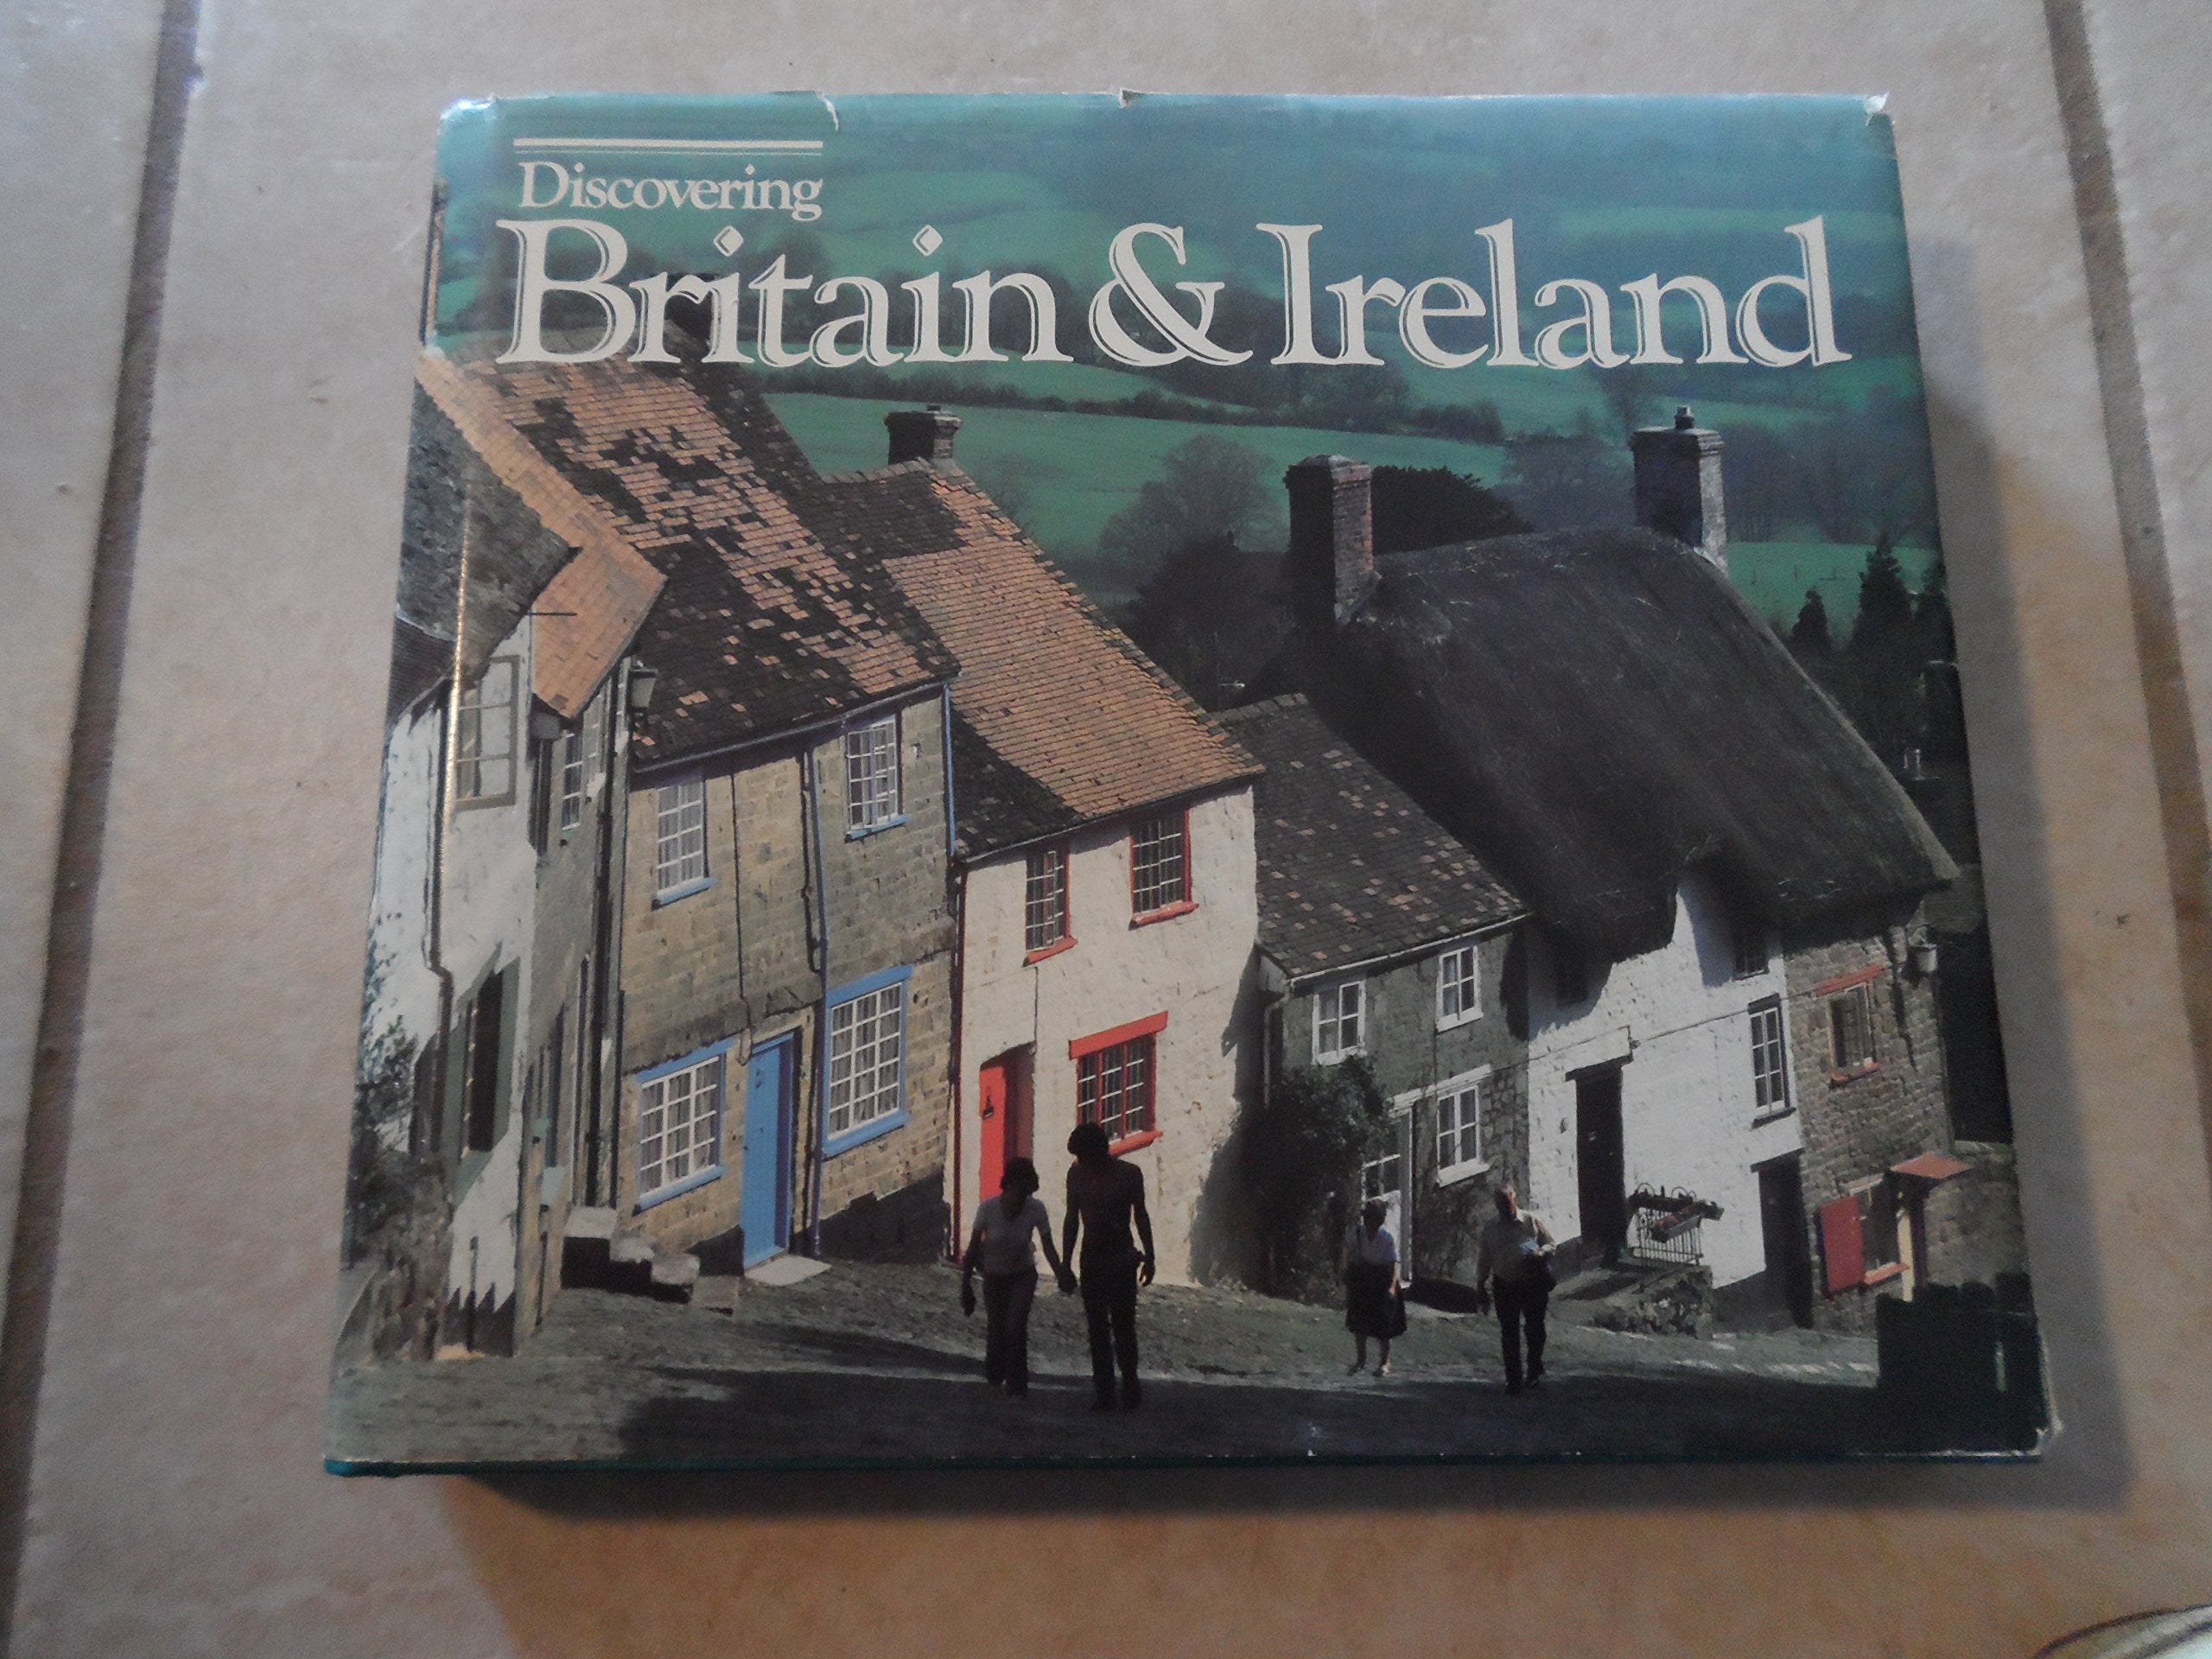 Discovering
Britain & Ireland